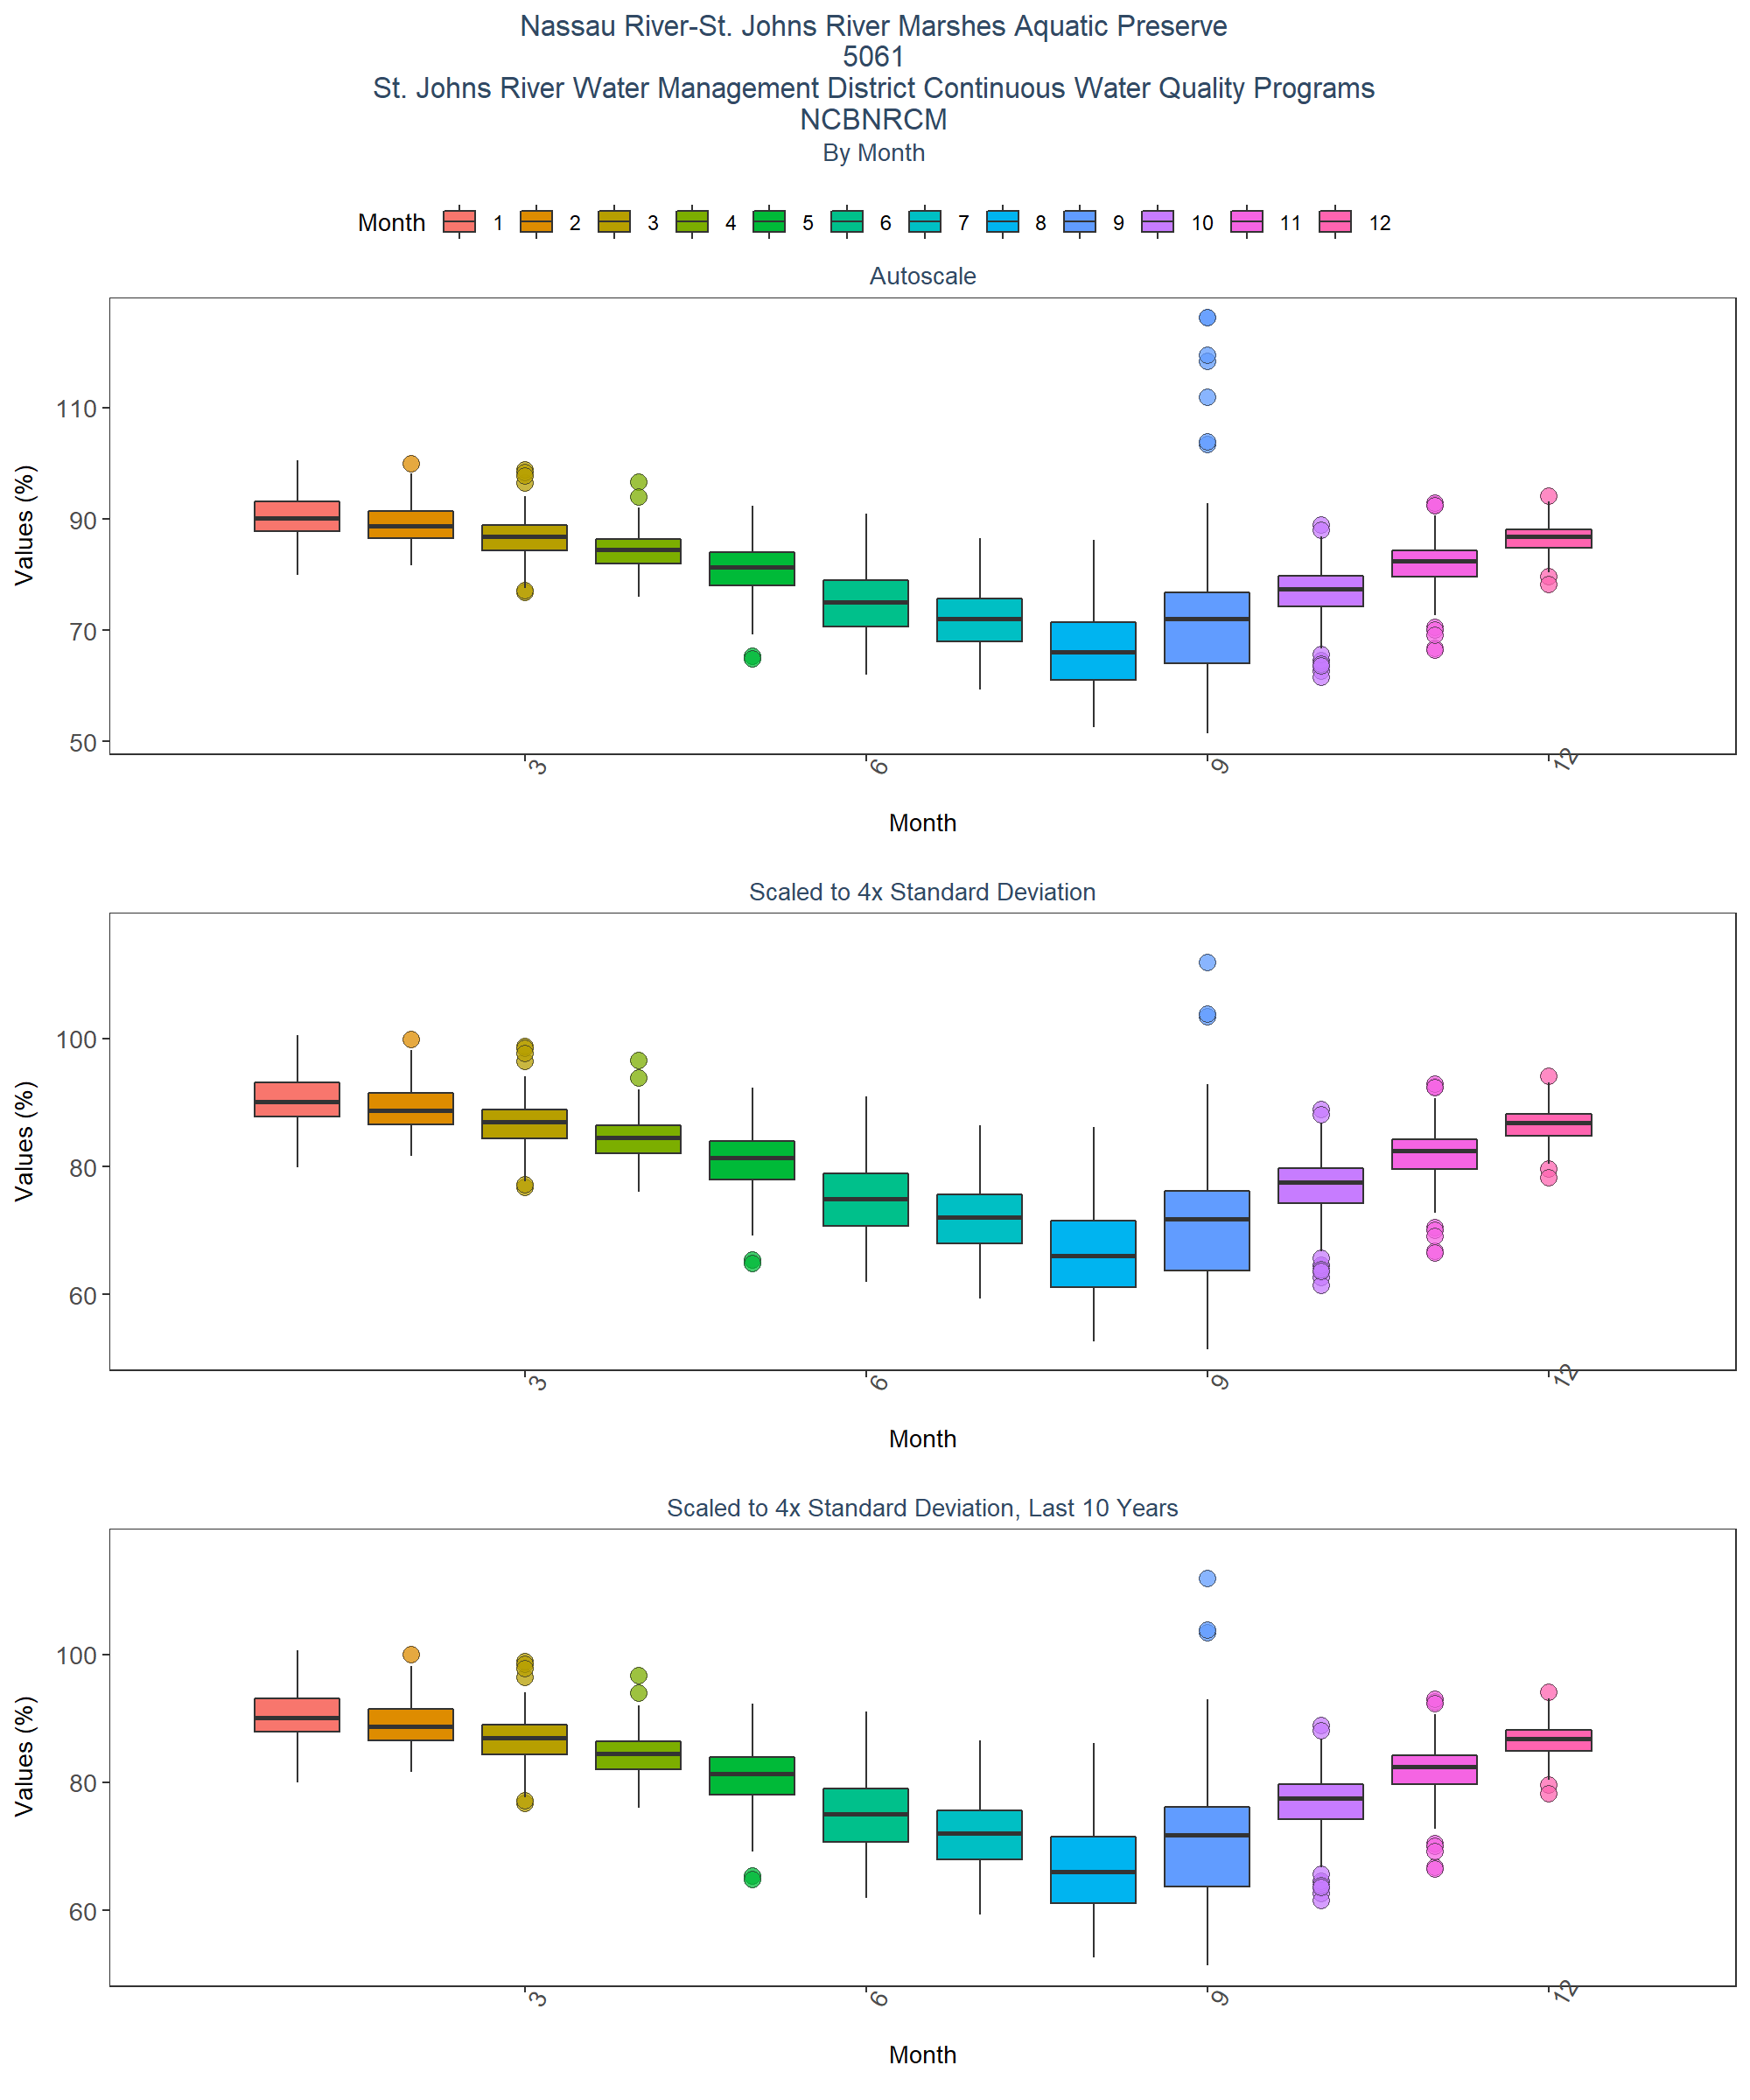 Nassau River-St. Johns River Marshes Aquatic Preserve
5061
St. Johns River Water Management District Continuous Water Quality Programs
NCBNRCM
By Month
Month 1 2 3 4 5 6 7 8 9 10 11 12
Autoscale
Values (%)
110
90
70
50
3 6 9 12
Month
Scaled to 4x Standard Deviation
Values (%)
100
80
60
3 6 9 12
Month
Scaled to 4x Standard Deviation, Last 10 Years
Values (%)
100
80
60
3 6 9 12
Month